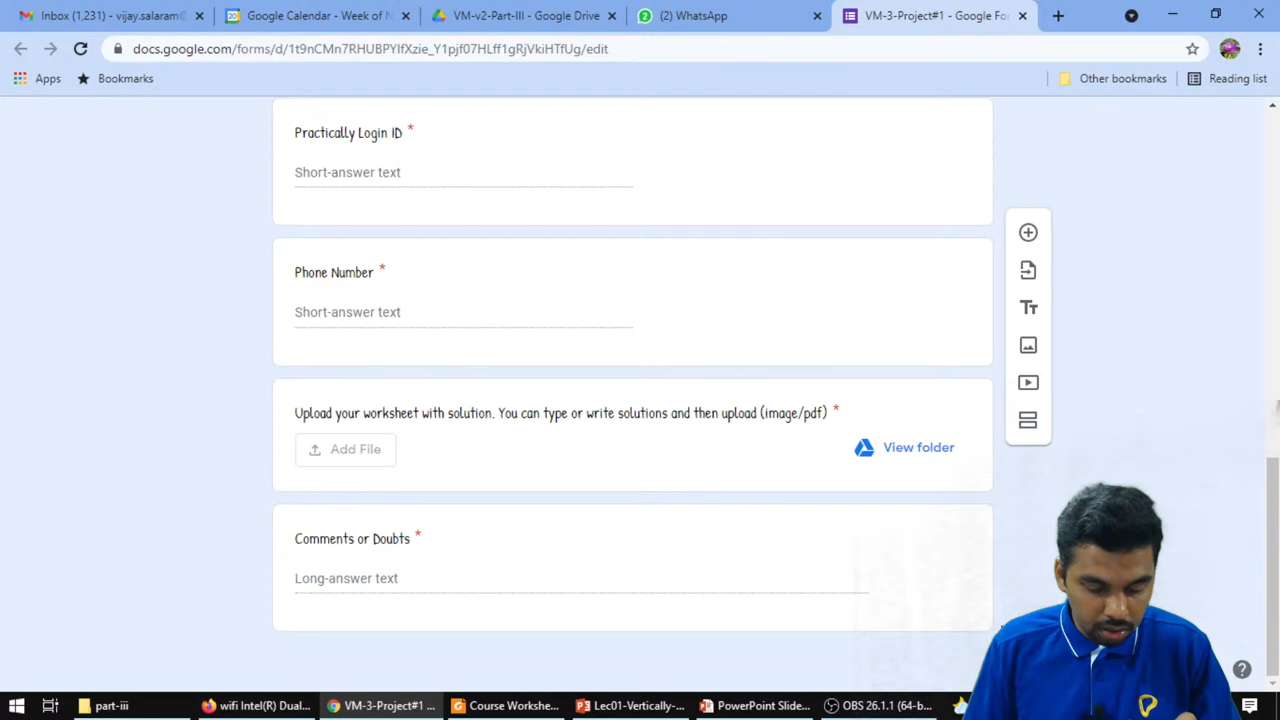 Inbox (1,231) - vijay.salaram@
Google Calendar - Week of N
VM-v2-Part-III - Google Drive
(2) WhatsApp
VM-3-Project#1 - Google Fo
docs.google.com/forms/d/1t9nCMn7RHUBPYIfXzie_Y1pjf07HLff1gRjVkiHTfUg/edit
Apps
Bookmarks
Other bookmarks
Reading list
Practically Login ID *
Short-answer text
Phone Number *
Short-answer text
Upload your worksheet with solution. You can type or write solutions and then upload (image/pdf) *
Add File
View folder
Comments or Doubts *
Long-answer text
part-iii
wifi Intel(R) Dual...
VM-3-Project#1 ...
Course Workshe...
Lec01-Vertically-...
PowerPoint Slide...
OBS 26.1.1 (64-b...